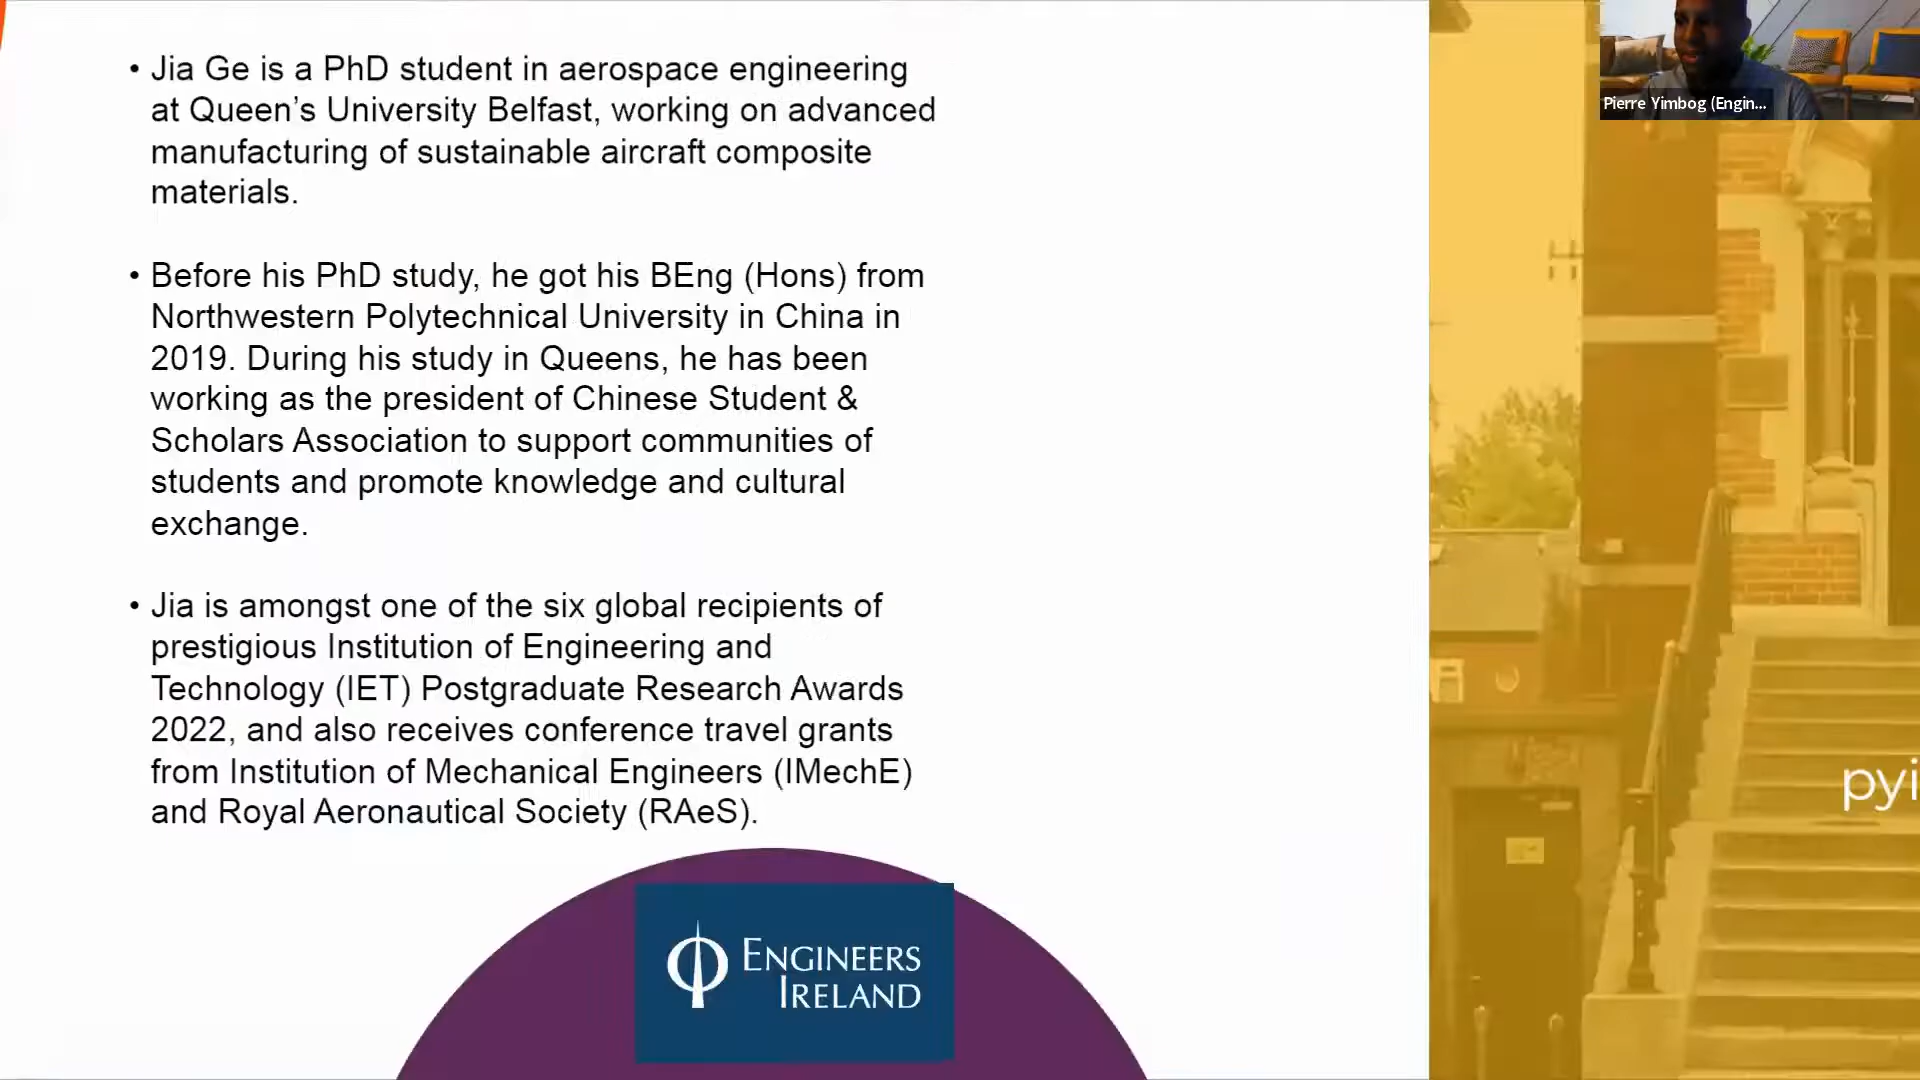 • Jia Ge is a PhD student in aerospace engineering
at Queen’s University Belfast, working on advanced
manufacturing of sustainable aircraft composite
materials.
• Before his PhD study, he got his BEng (Hons) from
Northwestern Polytechnical University in China in
2019. During his study in Queens, he has been
working as the president of Chinese Student &
Scholars Association to support communities of
students and promote knowledge and cultural
exchange.
• Jia is amongst one of the six global recipients of
prestigious Institution of Engineering and
Technology (IET) Postgraduate Research Awards
2022, and also receives conference travel grants
from Institution of Mechanical Engineers (IMechE)
and Royal Aeronautical Society (RAeS).
ENGINEERS
IRELAND
Pierre Yimbog (Engin...
pyi